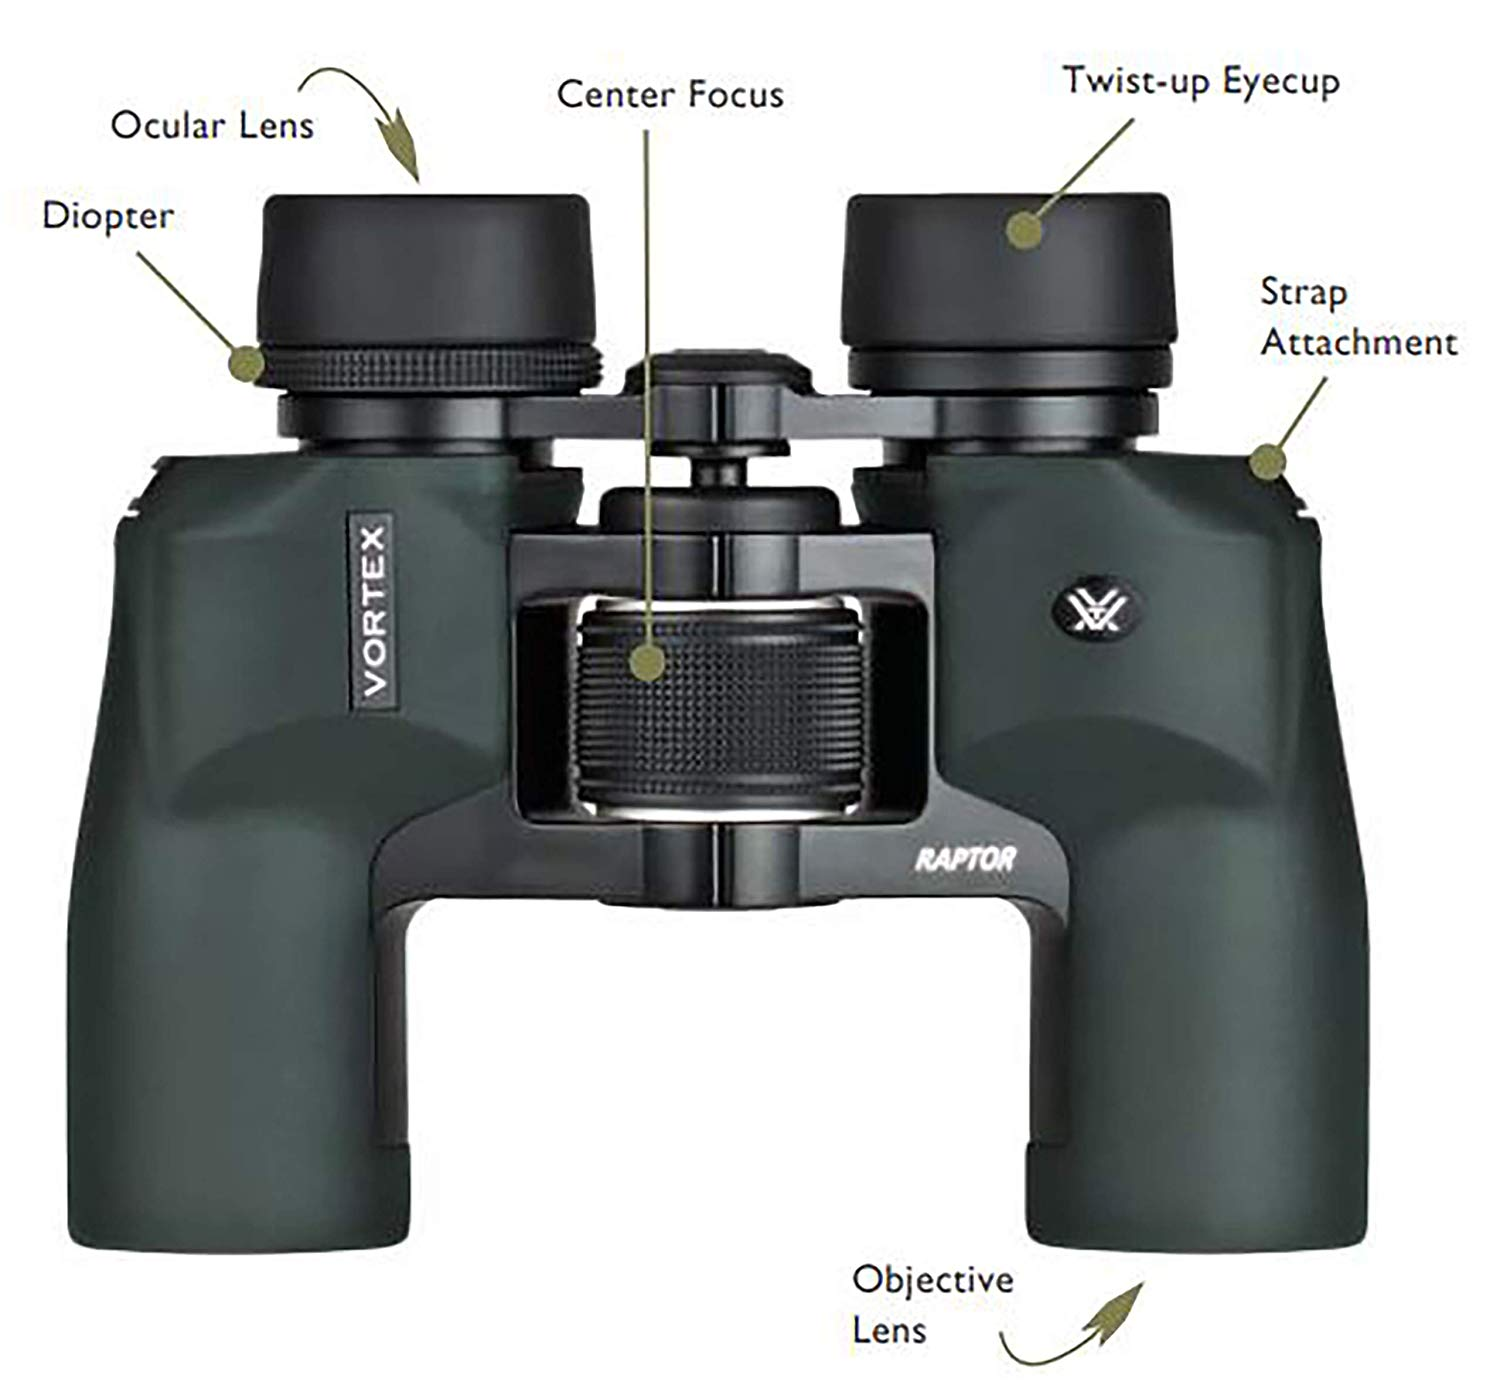 Ocular Lens
Center Focus
Twist-up Eyecup
Diopter
Strap
Attachment
VORTEX
RAPTOR
Objective
Lens